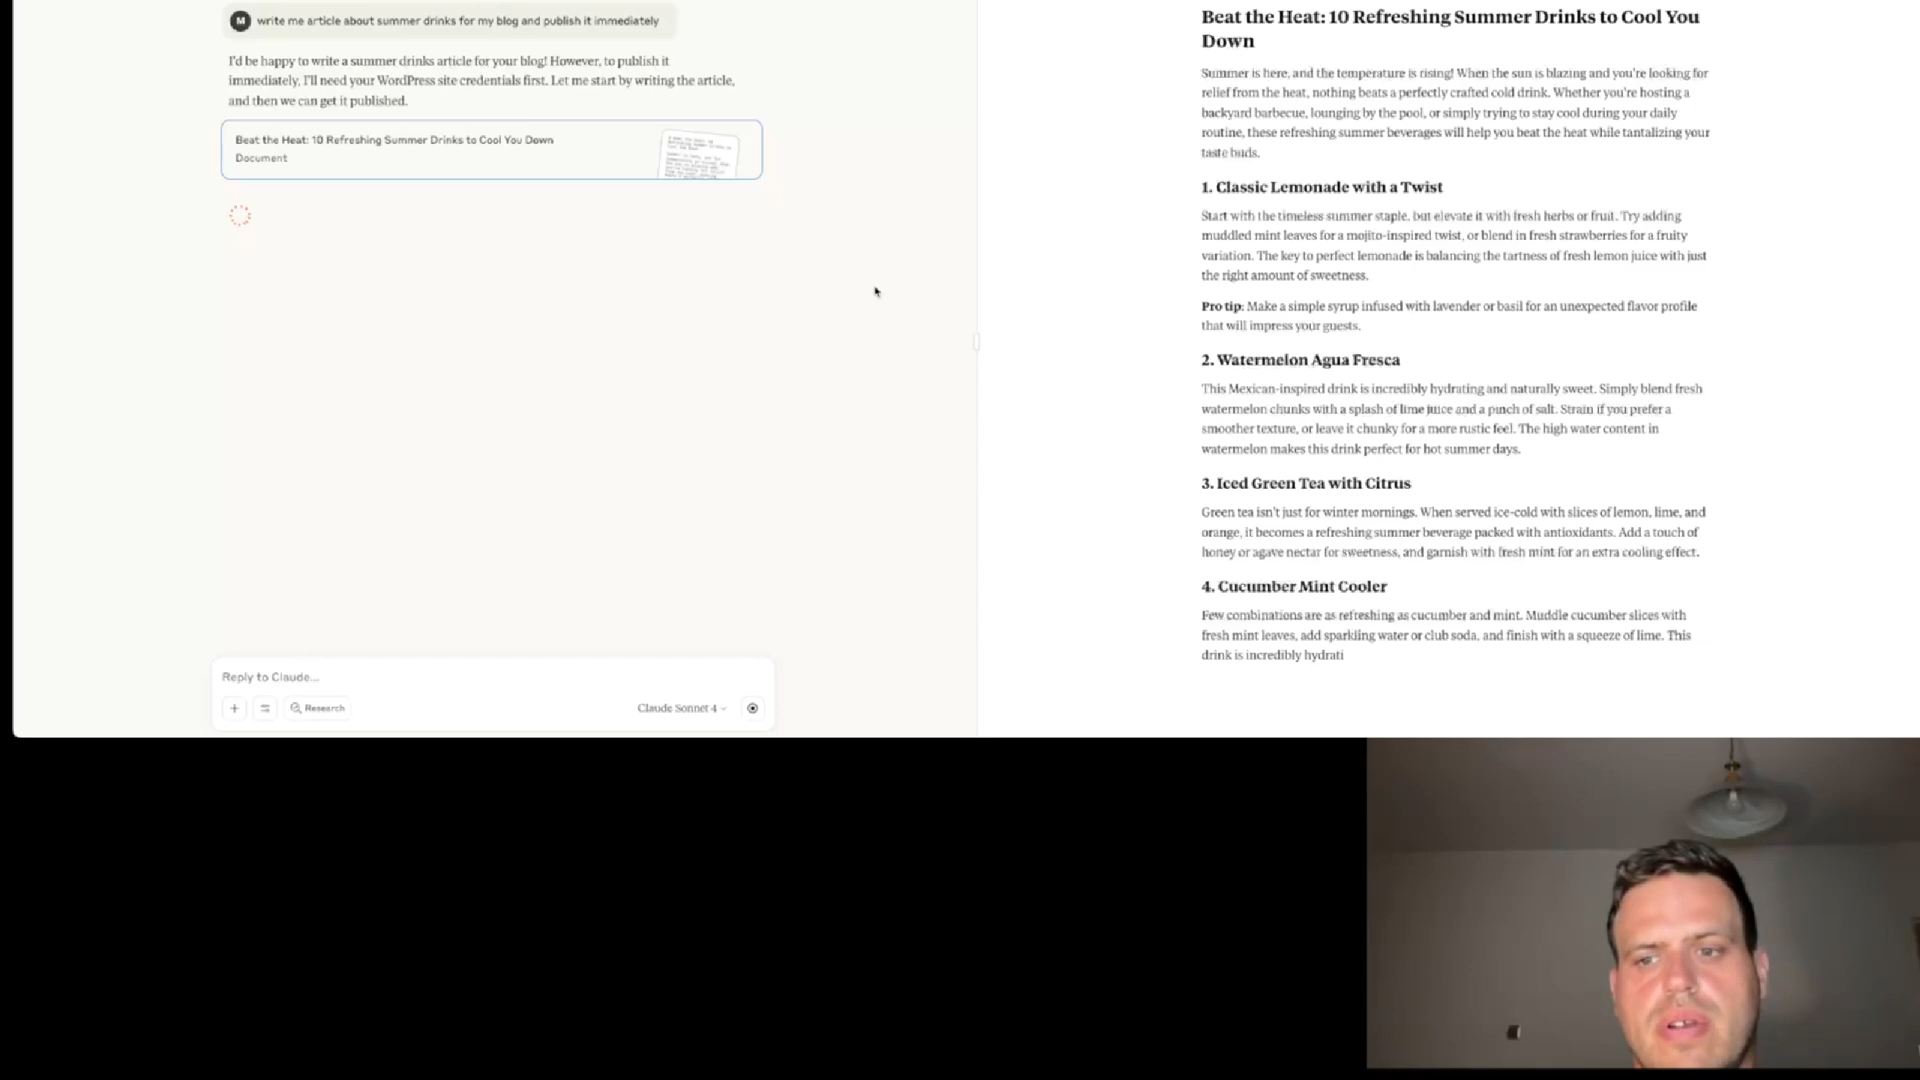 M write me article about summer drinks for my blog and publish it immediately
I'd be happy to write a summer drinks article for your blog! However, to publish it
immediately, I'll need your WordPress site credentials first. Let me start by writing the article,
and then we can get it published.
Beat the Heat: 10 Refreshing Summer Drinks to Cool You Down
Document
Reply to Claude...
Research
Claude Sonnet 4
Beat the Heat: 10 Refreshing Summer Drinks to Cool You
Down
Summer is here, and the temperature is rising! When the sun is blazing and you're looking for
relief from the heat, nothing beats a perfectly crafted cold drink. Whether you're hosting a
backyard barbecue, lounging by the pool, or simply trying to stay cool during your daily
routine, these refreshing summer beverages will help you beat the heat while tantalizing your
taste buds.
1. Classic Lemonade with a Twist
Start with the timeless summer staple, but elevate it with fresh herbs or fruit. Try adding
muddled mint leaves for a mojito-inspired twist, or blend in fresh strawberries for a fruity
variation. The key to perfect lemonade is balancing the tartness of fresh lemon juice with just
the right amount of sweetness.
Pro tip: Make a simple syrup infused with lavender or basil for an unexpected flavor profile
that will impress your guests.
2. Watermelon Agua Fresca
This Mexican-inspired drink is incredibly hydrating and naturally sweet. Simply blend fresh
watermelon chunks with a splash of lime juice and a pinch of salt. Strain if you prefer a
smoother texture, or leave it chunky for a more rustic feel. The high water content in
watermelon makes this drink perfect for hot summer days.
3. Iced Green Tea with Citrus
Green tea isn't just for winter mornings. When served ice-cold with slices of lemon, lime, and
orange, it becomes a refreshing summer beverage packed with antioxidants. Add a touch of
honey or agave nectar for sweetness, and garnish with fresh mint for an extra cooling effect.
4. Cucumber Mint Cooler
Few combinations are as refreshing as cucumber and mint. Muddle cucumber slices with
fresh mint leaves, add sparkling water or club soda, and finish with a squeeze of lime. This
drink is incredibly hydrati